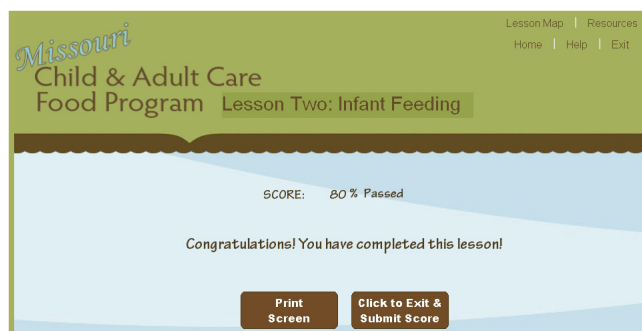 Lesson Map | Resources
Home | Help | Exit
Missouri
Child & Adult Care
Food Program Lesson Two: Infant Feeding
SCORE: 80 % Passed
Congratulations! You have completed this lesson!
Print
Screen
Click to Exit &
Submit Score